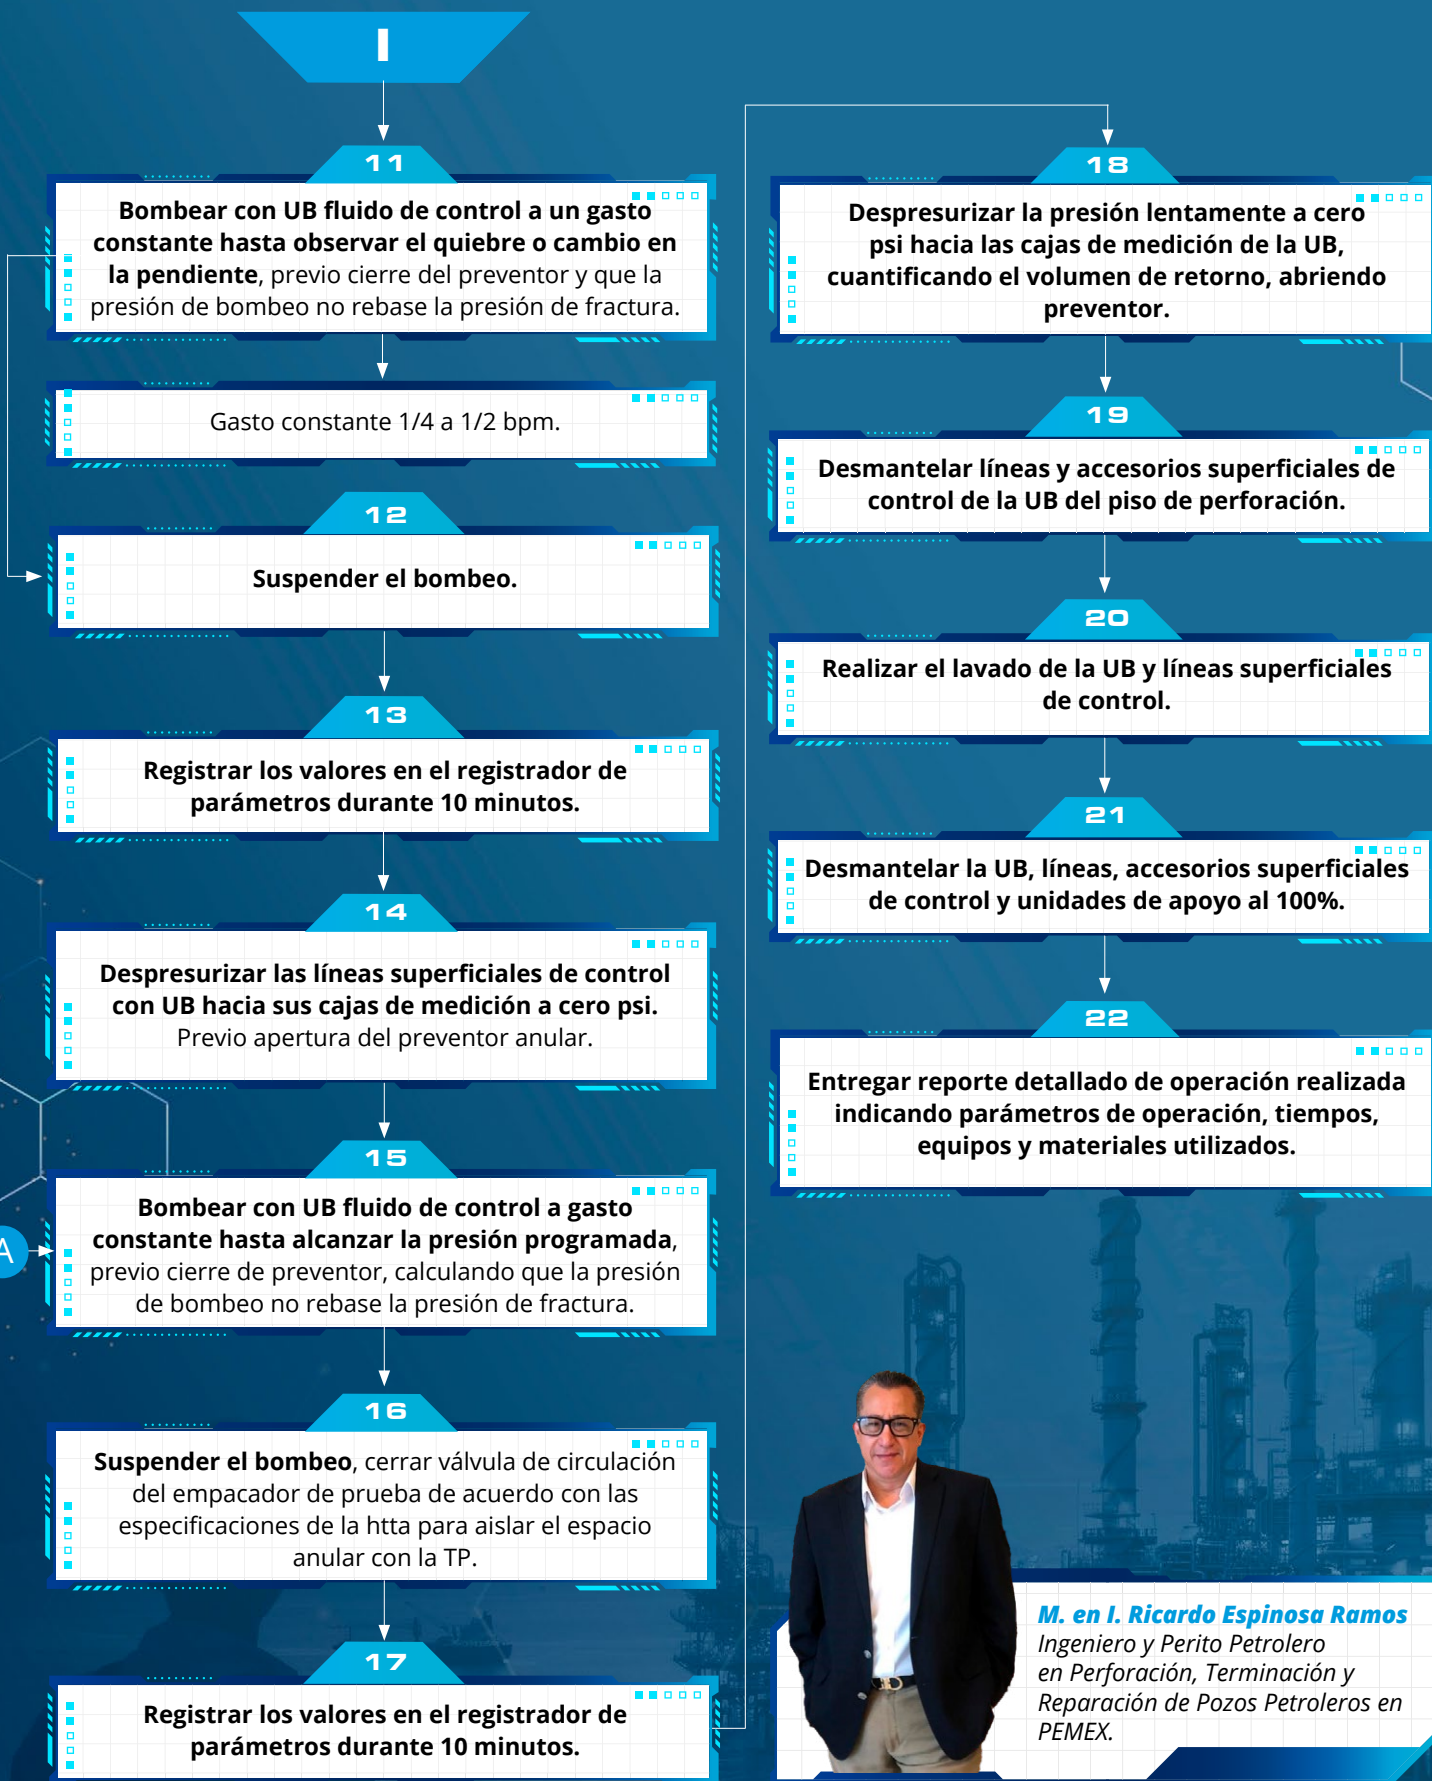 I
11
Bombear con UB fluido de control a un gasto
constante hasta observar el quiebre o cambio en
la pendiente, previo cierre del preventor y que la
presión de bombeo no rebase la presión de fractura.
Gasto constante 1/4 a 1/2 bpm.
12
Suspender el bombeo.
13
Registrar los valores en el registrador de
parámetros durante 10 minutos.
14
Despresurizar las líneas superficiales de control
con UB hacia sus cajas de medición a cero psi.
Previo apertura del preventor anular.
15
A
Bombear con UB fluido de control a gasto
constante hasta alcanzar la presión programada,
previo cierre de preventor, calculando que la presión
de bombeo no rebase la presión de fractura.
16
Suspender el bombeo, cerrar válvula de circulación
del empacador de prueba de acuerdo con las
especificaciones de la htta para aislar el espacio
anular con la TP.
17
Registrar los valores en el registrador de
parámetros durante 10 minutos.
18
Despresurizar la presión lentamente a cero
psi hacia las cajas de medición de la UB,
cuantificando el volumen de retorno, abriendo
preventor.
19
Desmantelar líneas y accesorios superficiales de
control de la UB del piso de perforación.
20
Realizar el lavado de la UB y líneas superficiales
de control.
21
Desmantelar la UB, líneas, accesorios superficiales
de control y unidades de apoyo al 100%.
22
Entregar reporte detallado de operación realizada
indicando parámetros de operación, tiempos,
equipos y materiales utilizados.
M. en I. Ricardo Espinosa Ramos
Ingeniero y Perito Petrolero
en Perforación, Terminación y
Reparación de Pozos Petroleros en
PEMEX.